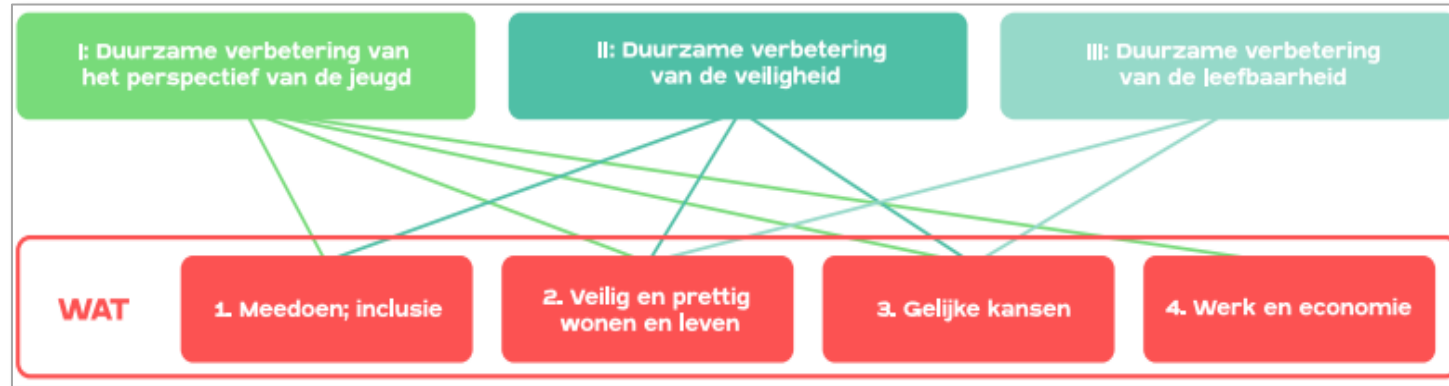 I: Duurzame verbetering van
het perspectief van de jeugd
II: Duurzame verbetering
van de veiligheid
III: Duurzame verbetering
van de leefbaarheid
WAT
1. Meedoen; inclusie
2. Veilig en prettig
wonen en leven
3. Gelijke kansen
4. Werk en economie